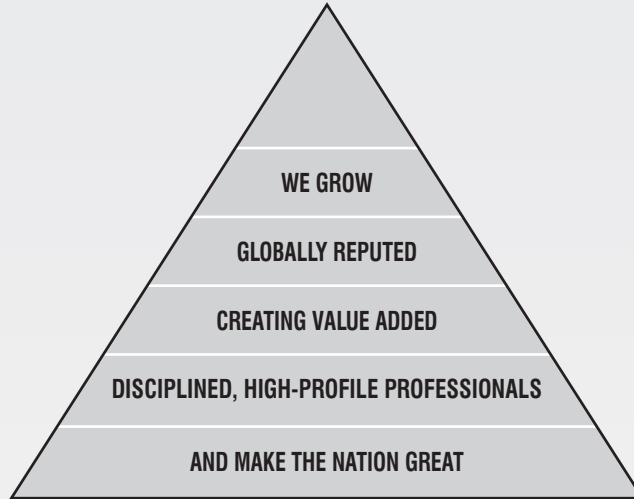 WE GROW
GLOBALLY REPUTED
CREATING VALUE ADDED
DISCIPLINED, HIGH-PROFILE PROFESSIONALS
AND MAKE THE NATION GREAT